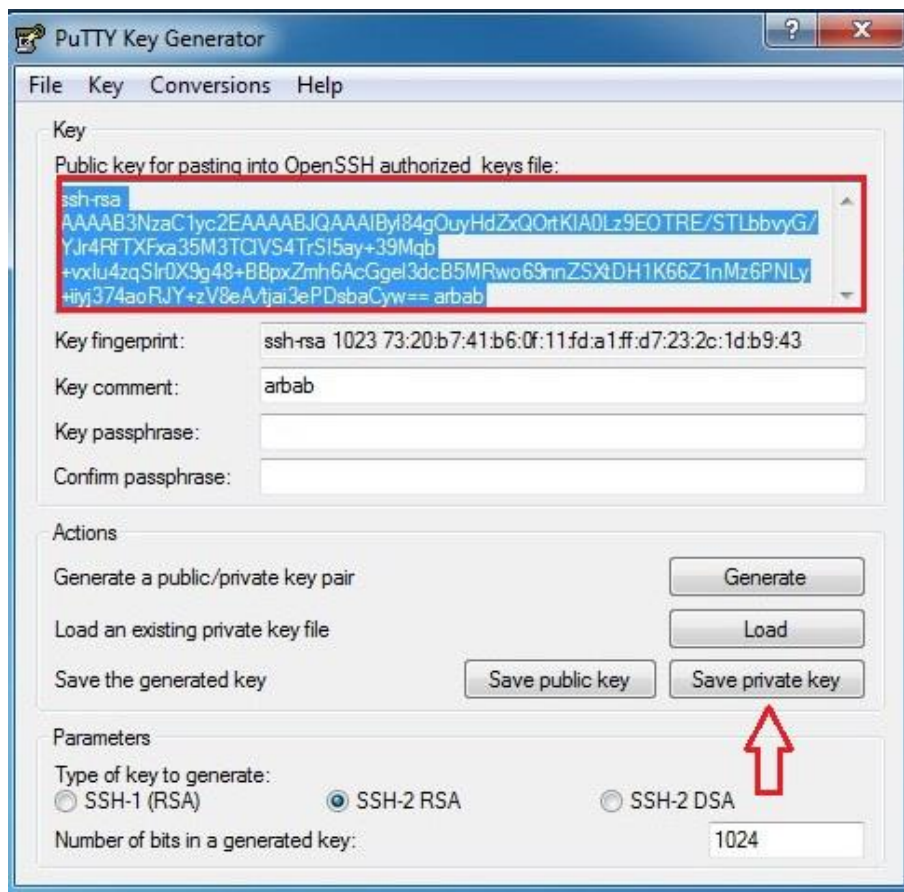 PuTTY Key Generator
File Key Conversions Help
Key
Public key for pasting into OpenSSH authorized_keys file:
ssh-rsa
AAAAB3NzaC1yc2EAAAABJQAAAIByI84gOuyHdZxQOrtKIA0Lz9EOTRE/STLbbvyG/
YJr4RfTXFxa35M3TCIVS4TrSI5ay+39Mqb
+vxIu4zqSIr0X9g48+BBpxZmh6AcGgeI3dcB5MRwo69nnZSXtDH1K66Z1nMz6PNLy
+iiyj374aoRJY+zV8eA/tjai3ePDsbaCyw== arbab
Key fingerprint: ssh-rsa 1023 73:20:b7:41:b6:0f:11:fd:a1:ff:d7:23:2c:1d:b9:43
Key comment: arbab
Key passphrase:
Confirm passphrase:
Actions
Generate a public/private key pair Generate
Load an existing private key file Load
Save the generated key Save public key Save private key
Parameters
Type of key to generate:
SSH-1 (RSA) SSH-2 RSA SSH-2 DSA
Number of bits in a generated key: 1024